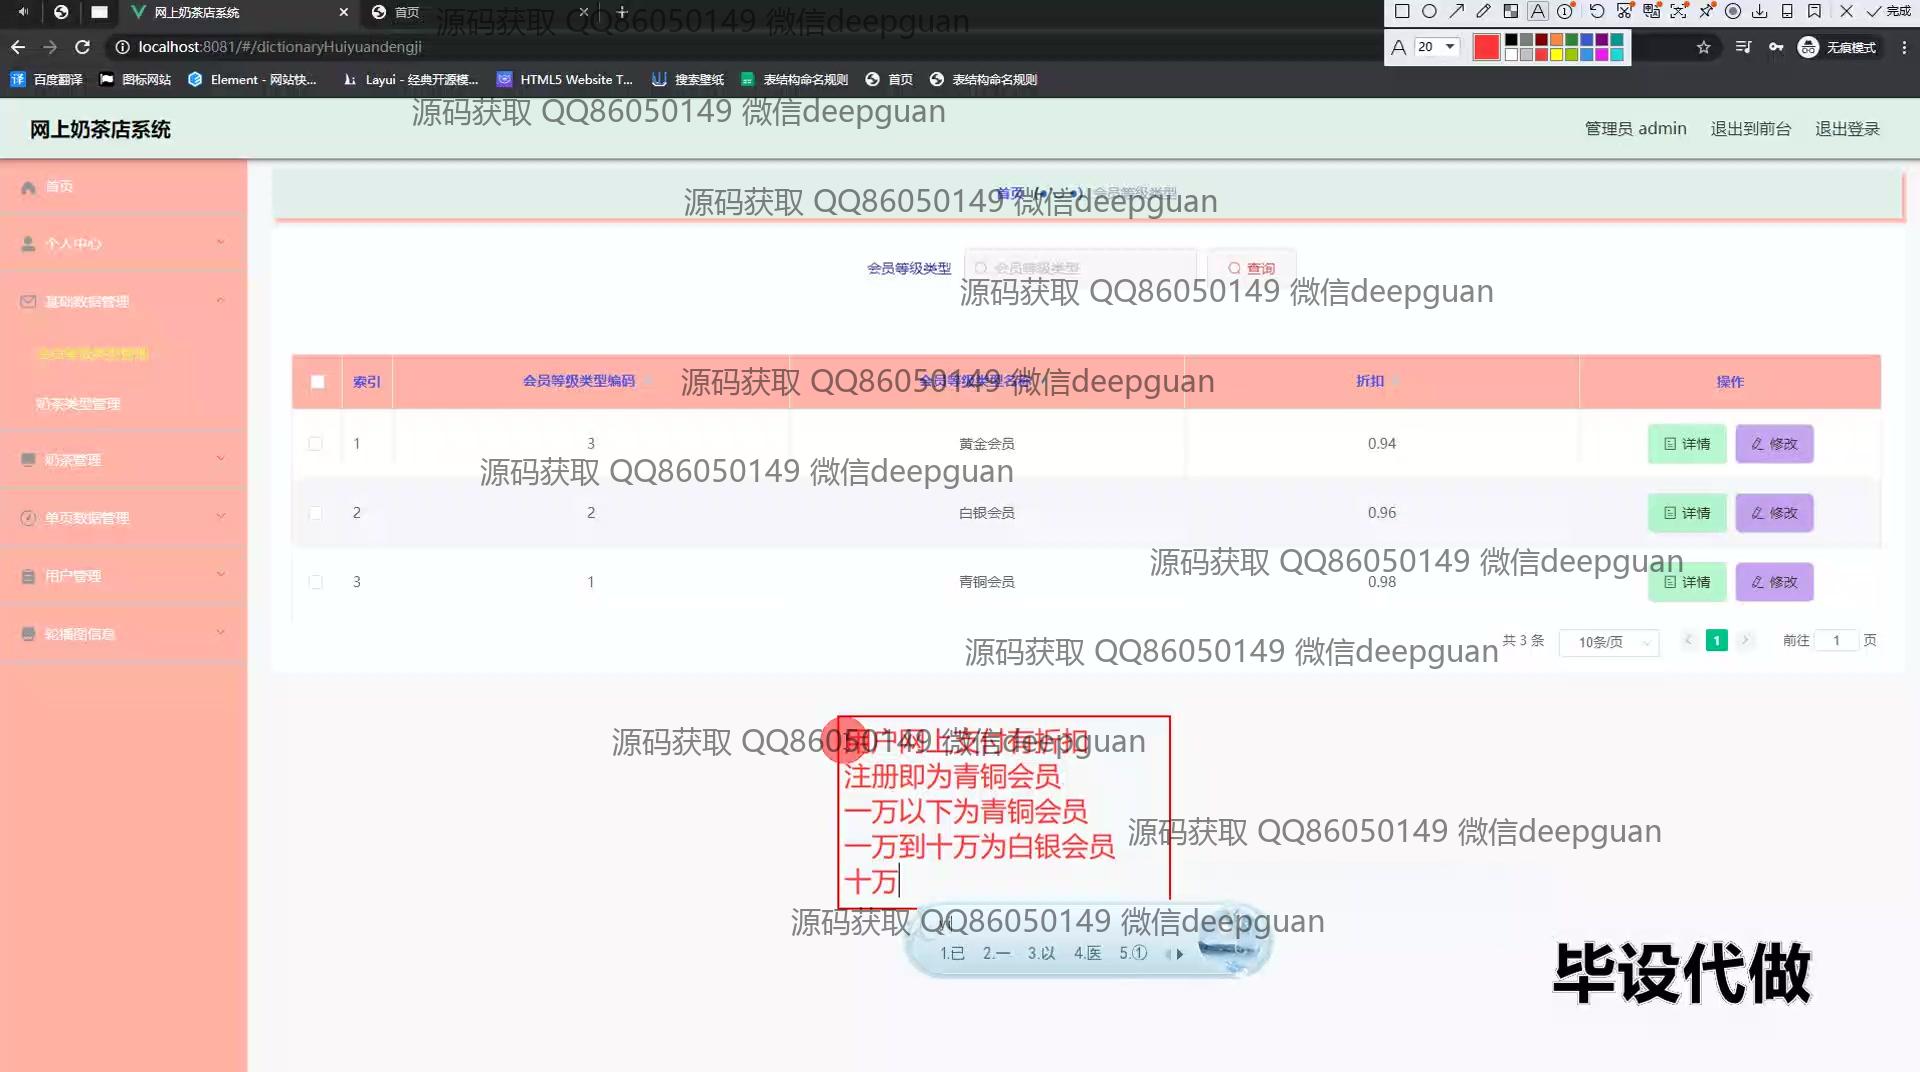 网上奶茶店系统
首页
完成
localhost:8081/#/dictionaryHuiyuandengji
A 20
无痕模式
百度翻译
图标网站
Element - 网站快...
Layui - 经典开源模...
HTML5 Website T...
搜索壁纸
表结构命名规则
首页
表结构命名规则
源码获取 QQ86050149 微信deepguan
源码获取 QQ86050149 微信deepguan
网上奶茶店系统
管理员 admin
退出到前台
退出登录
首页
会员等级类型
源码获取 QQ86050149 微信deepguan
个人中心
会员等级类型
会员等级类型
查询
源码获取 QQ86050149 微信deepguan
基础数据管理
会员等级类型管理
奶茶类型管理
奶茶管理
单页数据管理
用户管理
轮播图信息
索引 会员等级类型编码 会员等级类型名称 折扣 操作
源码获取 QQ86050149 微信deepguan
1 3 黄金会员 0.94 详情 修改
源码获取 QQ86050149 微信deepguan
2 2 白银会员 0.96 详情 修改
源码获取 QQ86050149 微信deepguan
3 1 青铜会员 0.98 详情 修改
源码获取 QQ86050149 微信deepguan
共 3 条 10条/页 1 前往 1 页
源码获取 QQ86050149 微信deepguan
用户网上支付有折扣
注册即为青铜会员
一万以下为青铜会员
一万到十万为白银会员
十万
源码获取 QQ86050149 微信deepguan
源码获取 QQ86050149 微信deepguan
1.已 2.一 3.以 4.医 5.①
毕设代做